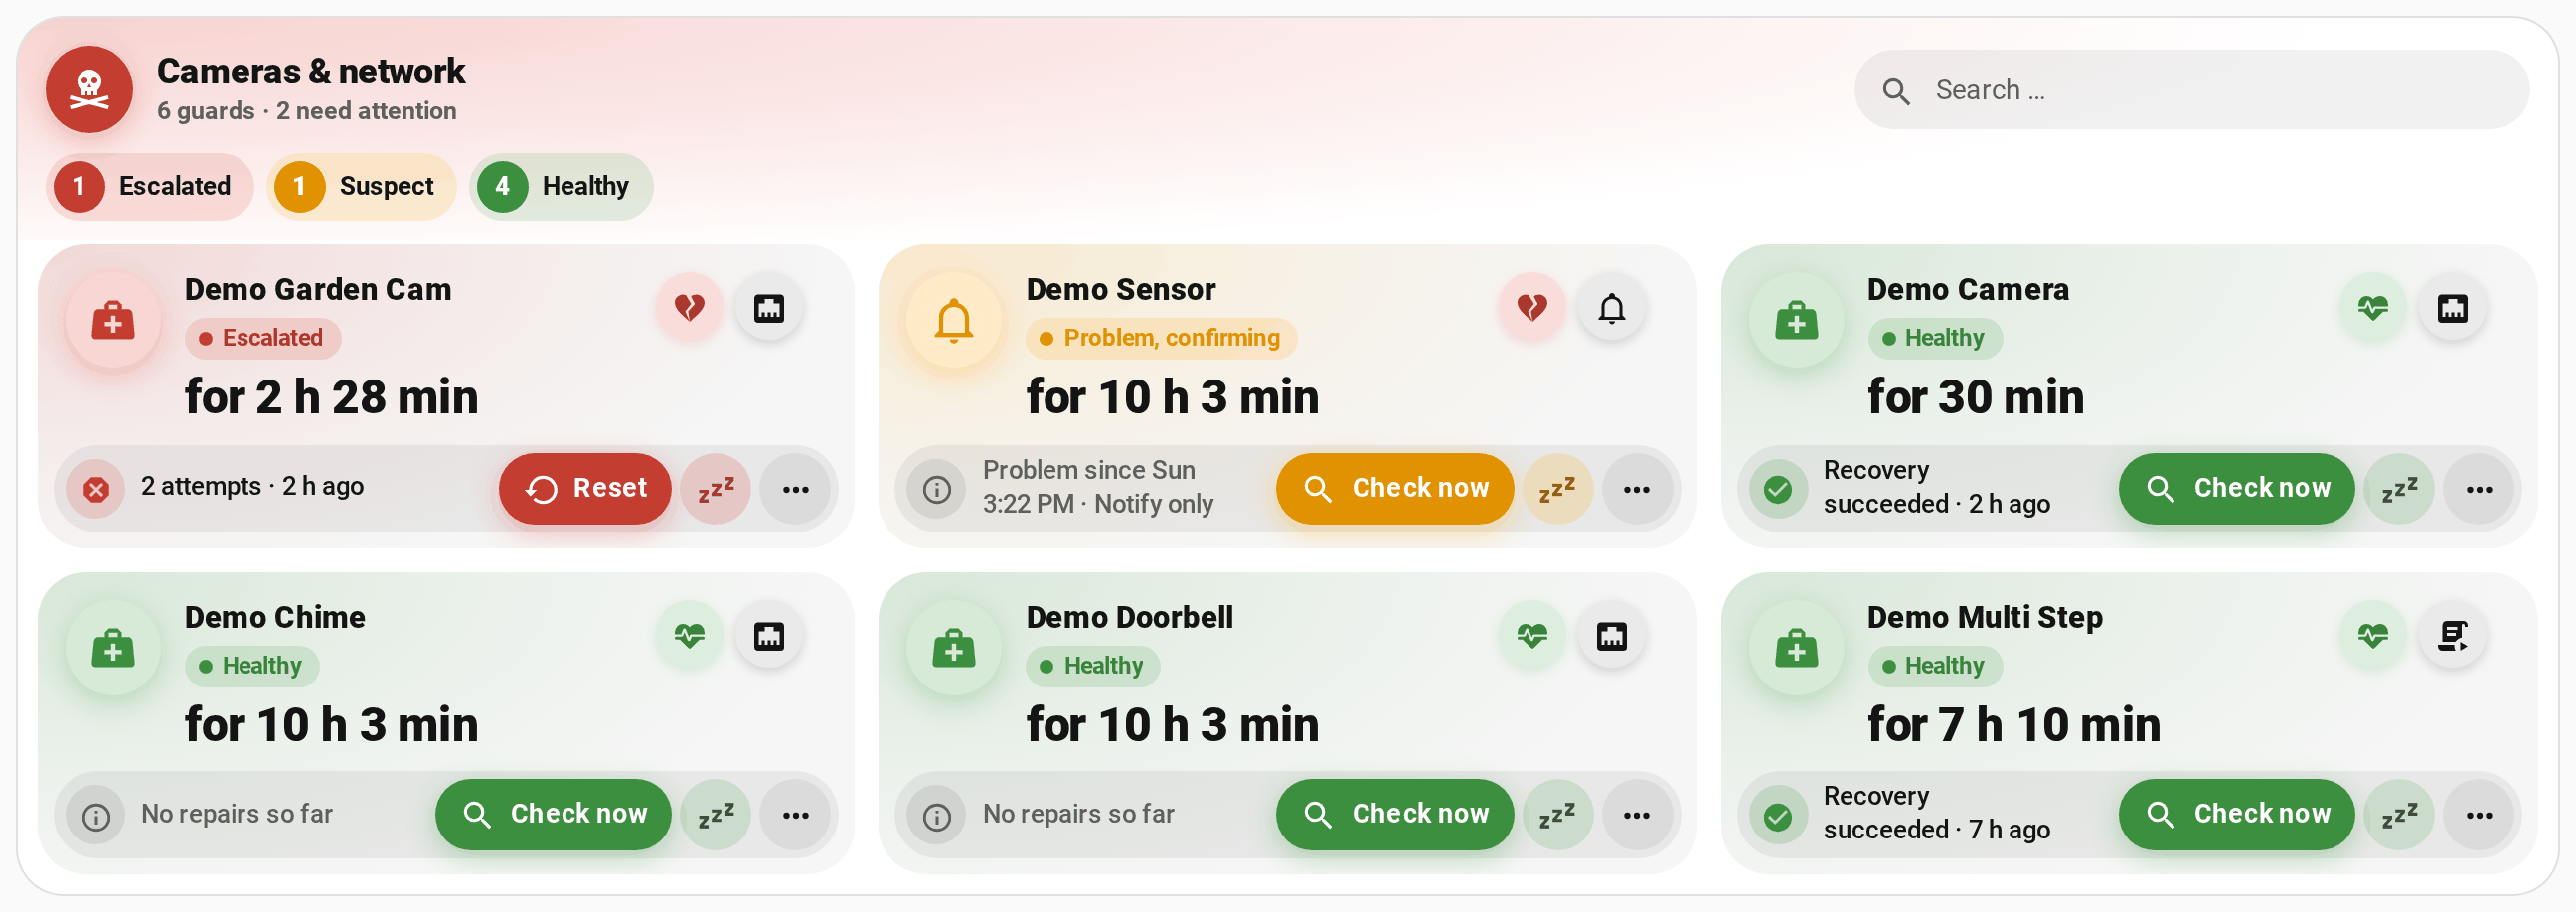 Cameras & network
6 guards · 2 need attention
Search ...
1 Escalated
1 Suspect
4 Healthy
Demo Garden Cam
Escalated
for 2 h 28 min
2 attempts · 2 h ago
Reset
zzz
Demo Sensor
Problem, confirming
for 10 h 3 min
Problem since Sun
3:22 PM · Notify only
Check now
zzz
Demo Camera
Healthy
for 30 min
Recovery
succeeded · 2 h ago
Check now
zzz
Demo Chime
Healthy
for 10 h 3 min
No repairs so far
Check now
zzz
Demo Doorbell
Healthy
for 10 h 3 min
No repairs so far
Check now
zzz
Demo Multi Step
Healthy
for 7 h 10 min
Recovery
succeeded · 7 h ago
Check now
zzz